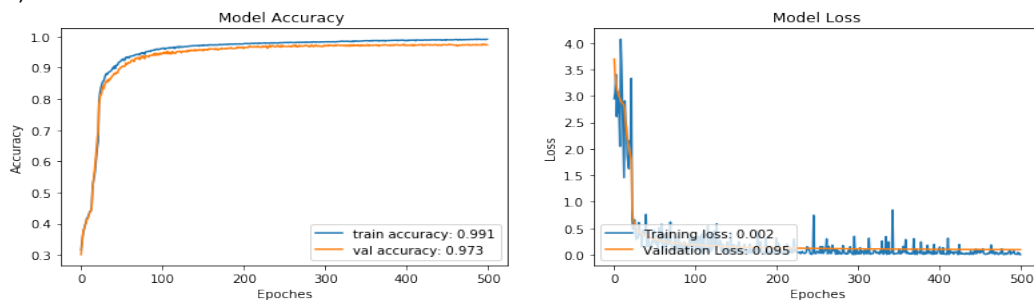 Model Accuracy
1.0
0.9
0.8
0.7
0.6
0.5
0.4
0.3
Accuracy
train accuracy: 0.991
val accuracy: 0.973
0
100
200
300
400
500
Epoches
Model Loss
4.0
3.5
3.0
2.5
2.0
1.5
1.0
0.5
0.0
Loss
Training loss: 0.002
Validation Loss: 0.095
0
100
200
300
400
500
Epoches